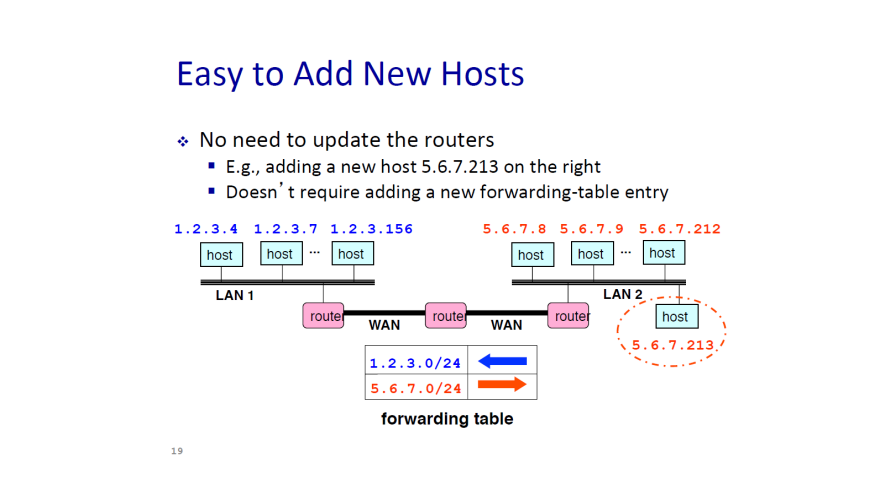 Easy to Add New Hosts
No need to update the routers
E.g., adding a new host 5.6.7.213 on the right
Doesn't require adding a new forwarding-table entry
1.2.3.4 1.2.3.7 1.2.3.156 5.6.7.8 5.6.7.9 5.6.7.212
host host ... host host host ... host
LAN 1 LAN 2
router WAN router WAN router host
5.6.7.213
1.2.3.0/24
5.6.7.0/24
forwarding table
19